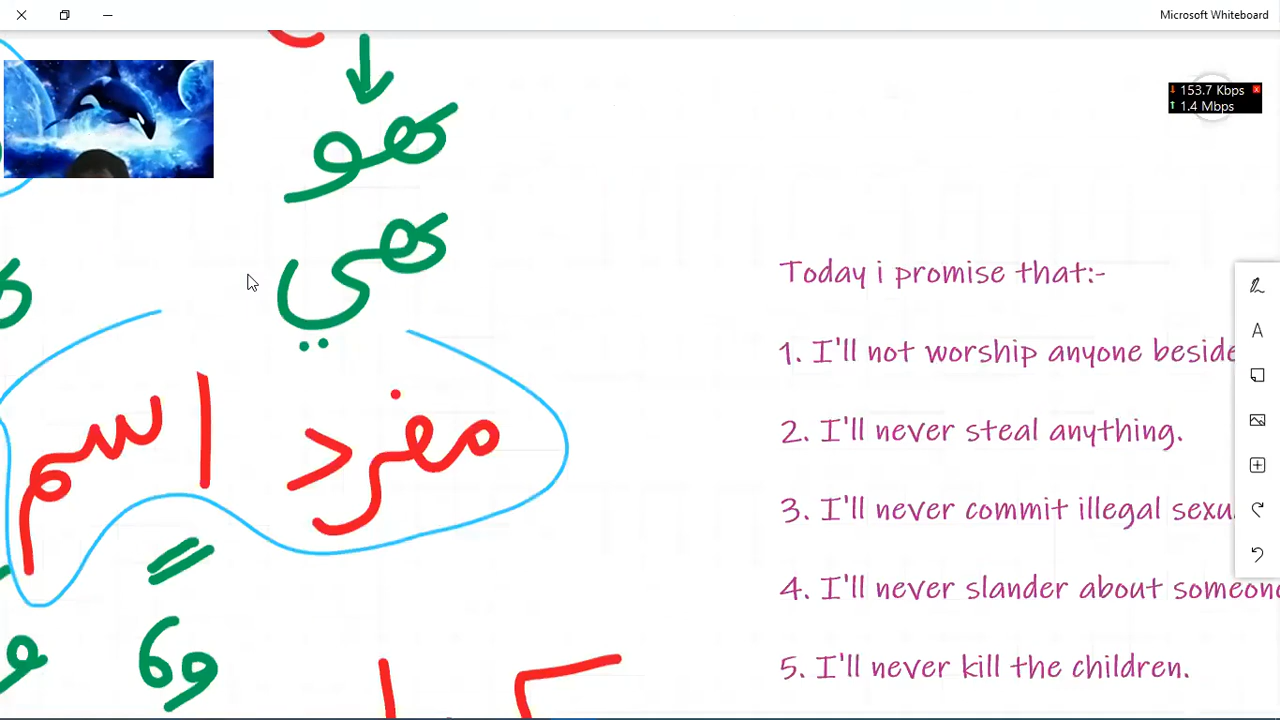 Microsoft Whiteboard
153.7 Kbps
1.4 Mbps
هو
هي
مفرد اسم
وہ
Today i promise that:-
1. I'll not worship anyone beside
2. I'll never steal anything.
3. I'll never commit illegal sexu
4. I'll never slander about someone
5. I'll never kill the children.